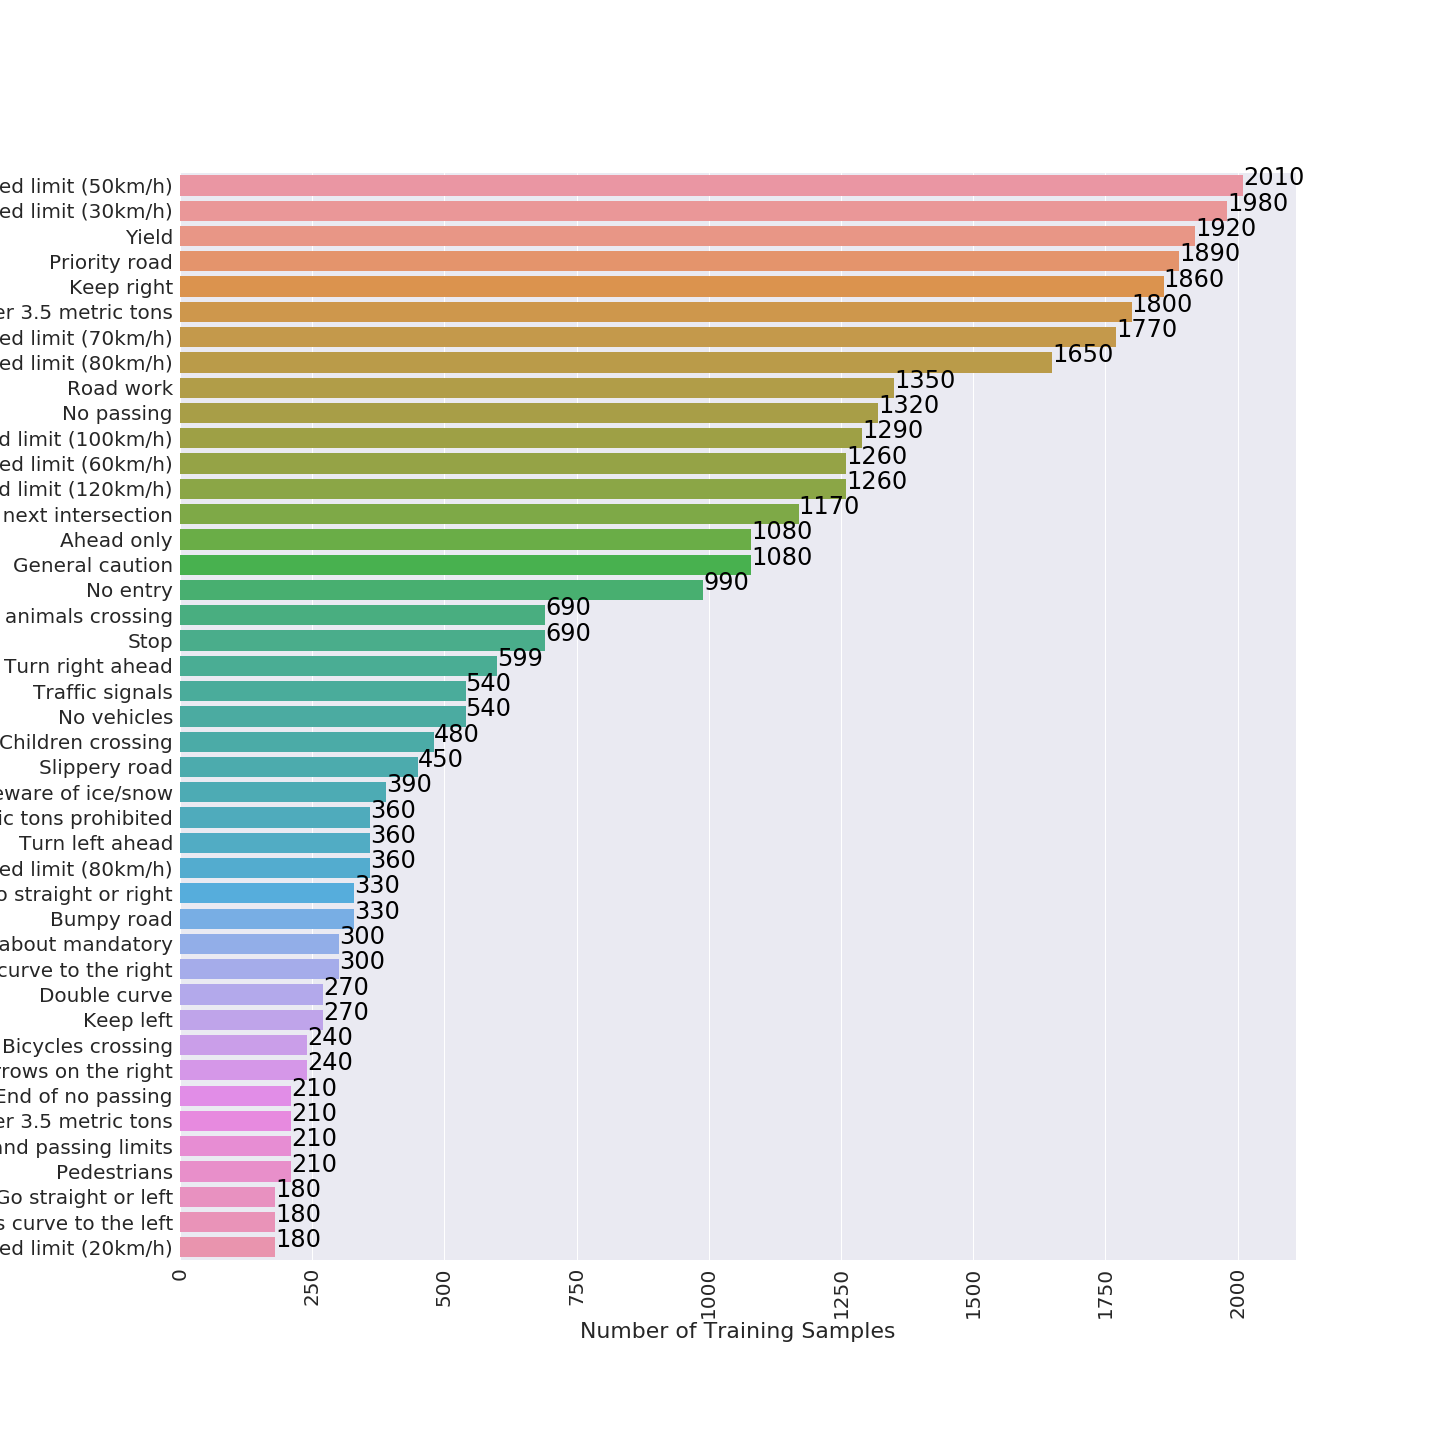 ed limit (50km/h) 2010
ed limit (30km/h) 1980
Yield 1920
Priority road 1890
Keep right 1860
er 3.5 metric tons 1800
ed limit (70km/h) 1770
ed limit (80km/h) 1650
Road work 1350
No passing 1320
d limit (100km/h) 1290
ed limit (60km/h) 1260
d limit (120km/h) 1260
next intersection 1170
Ahead only 1080
General caution 1080
No entry 990
animals crossing 690
Stop 690
Turn right ahead 599
Traffic signals 540
No vehicles 540
Children crossing 480
Slippery road 450
eware of ice/snow 390
ic tons prohibited 360
Turn left ahead 360
ed limit (80km/h) 360
o straight or right 330
Bumpy road 330
about mandatory 300
curve to the right 300
Double curve 270
Keep left 270
Bicycles crossing 240
rows on the right 240
End of no passing 210
er 3.5 metric tons 210
and passing limits 210
Pedestrians 210
Go straight or left 180
s curve to the left 180
ed limit (20km/h) 180
0 250 500 750 1000 1250 1500 1750 2000
Number of Training Samples